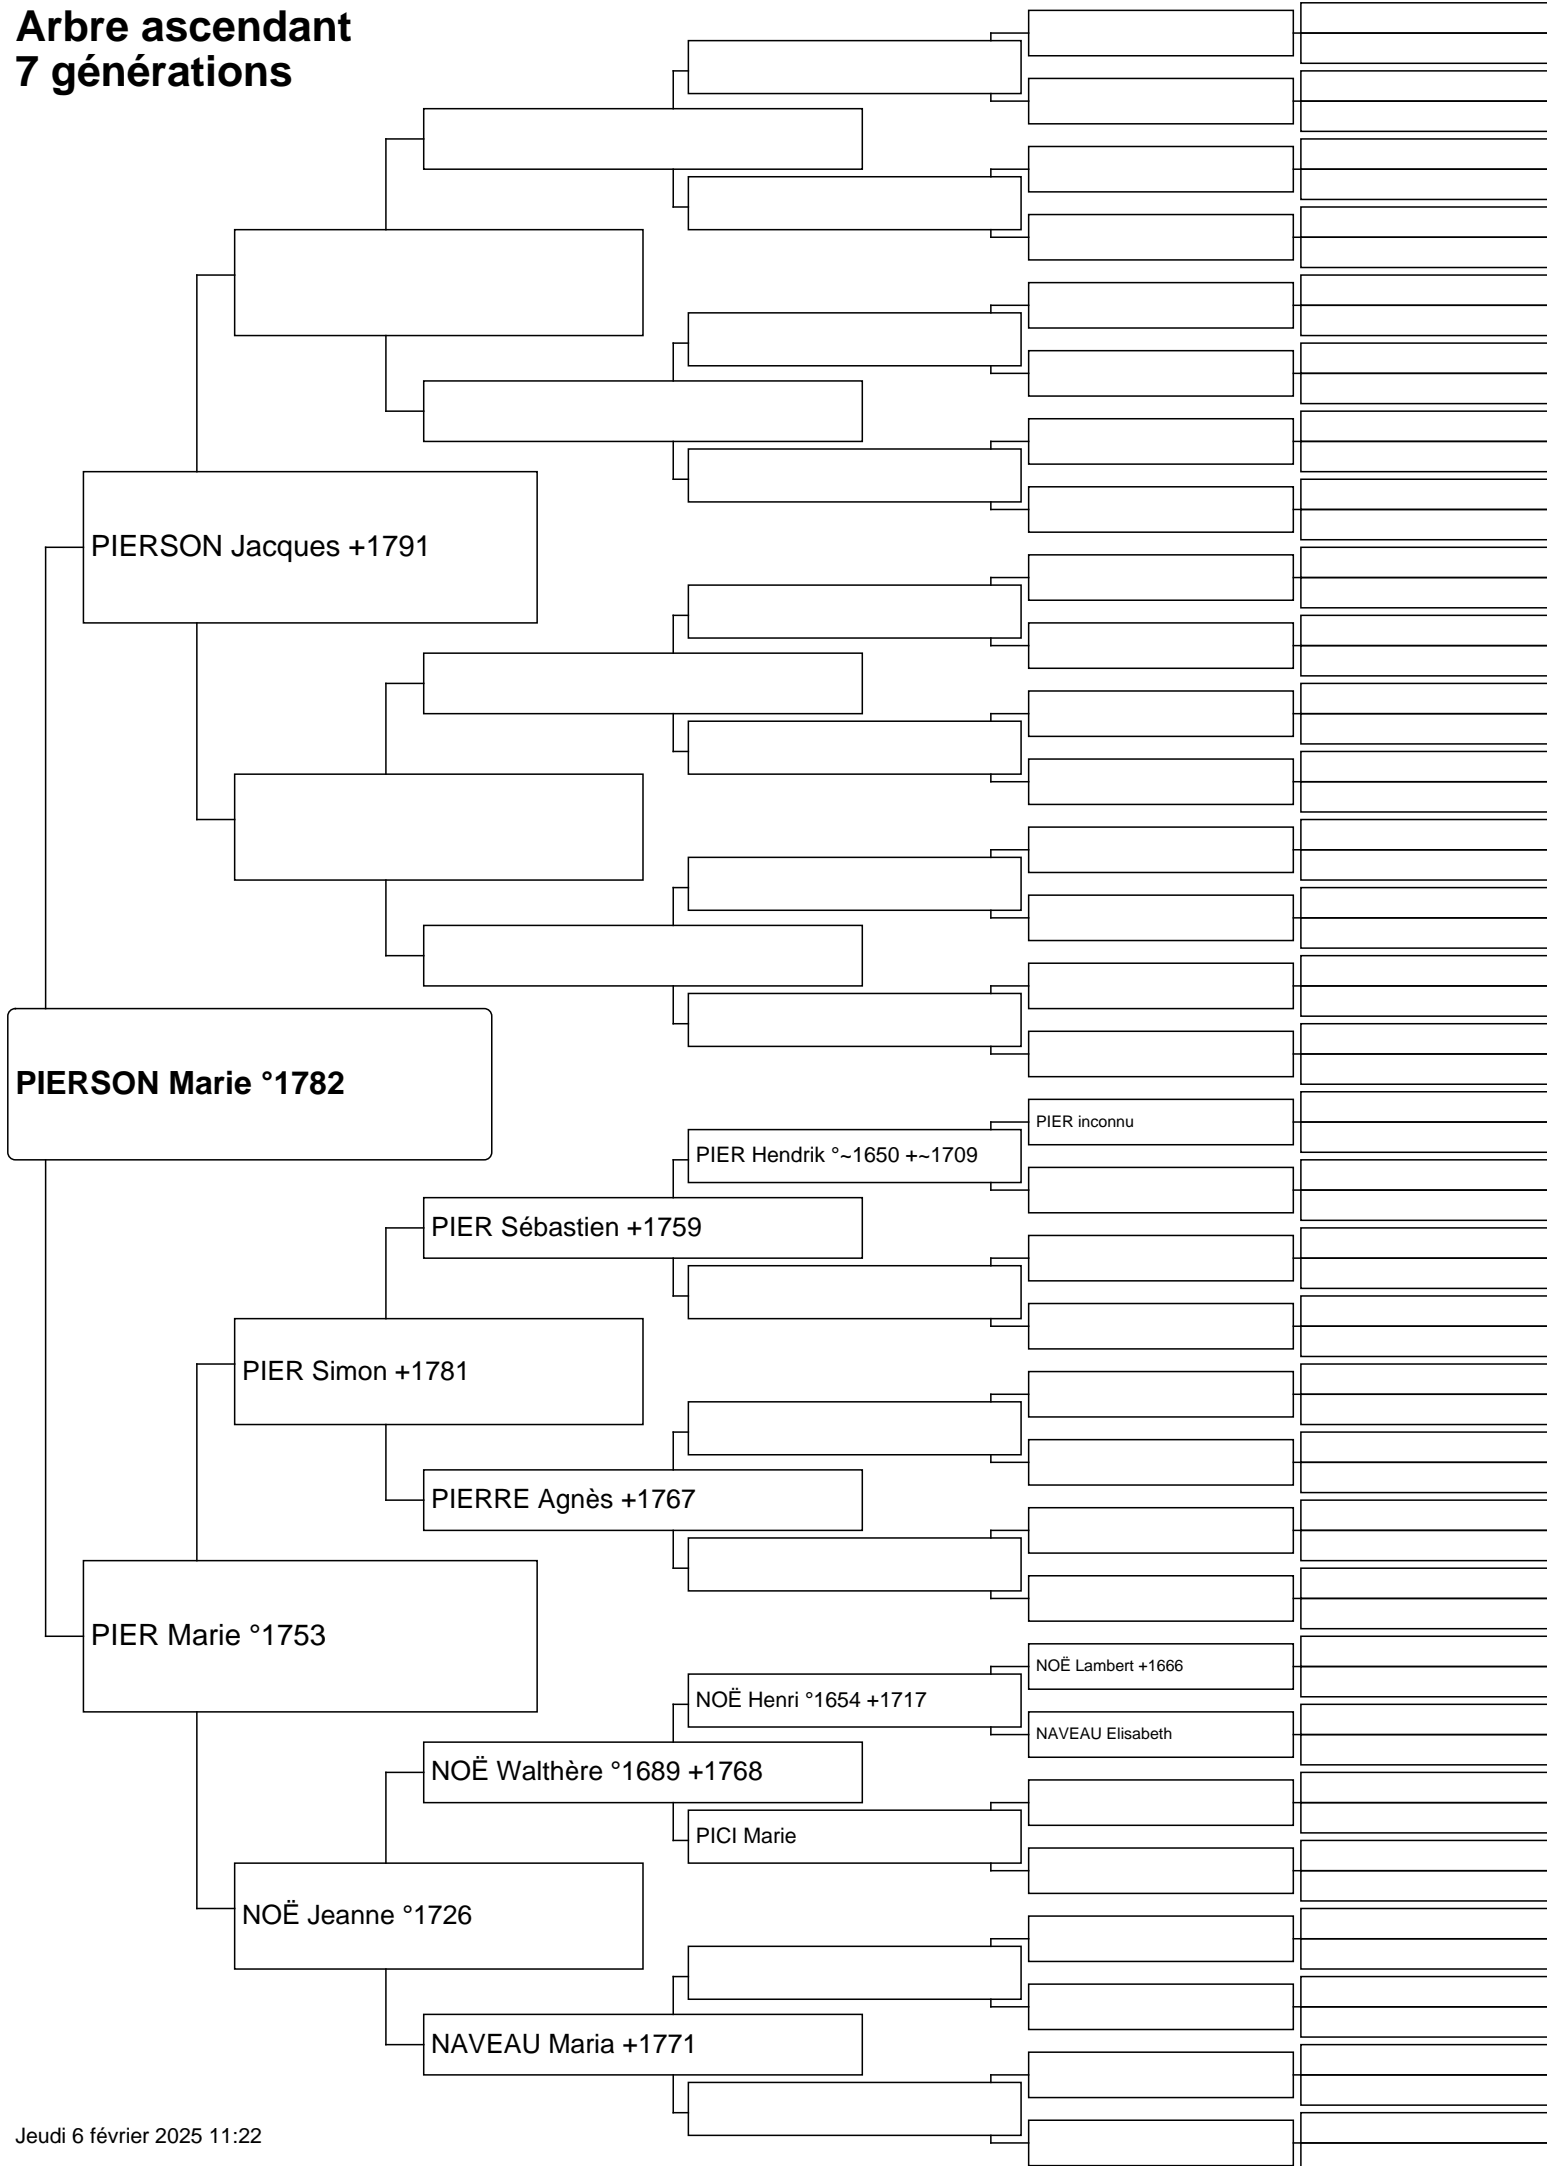 Arbre ascendant
7 générations
PIERSON Jacques +1791
PIERSON Marie °1782
PIER inconnu
PIER Hendrik °~1650 +~1709
PIER Sébastien +1759
PIER Simon +1781
PIERRE Agnès +1767
PIER Marie °1753
NOË Lambert +1666
NOË Henri °1654 +1717
NAVEAU Elisabeth
NOË Walthère °1689 +1768
PICI Marie
NOË Jeanne °1726
NAVEAU Maria +1771
Jeudi 6 février 2025 11:22